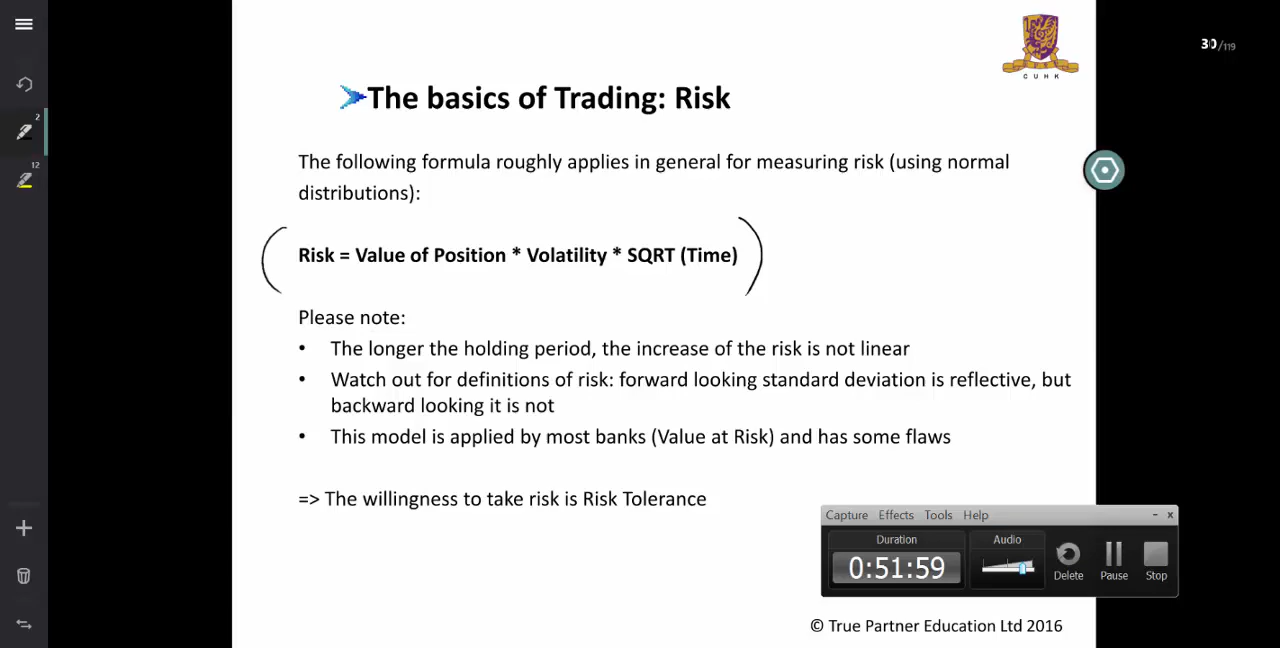 30/119
C U H K
2
12
The basics of Trading: Risk
The following formula roughly applies in general for measuring risk (using normal
distributions):
Risk = Value of Position * Volatility * SQRT (Time)
Please note:
• The longer the holding period, the increase of the risk is not linear
• Watch out for definitions of risk: forward looking standard deviation is reflective, but
backward looking it is not
• This model is applied by most banks (Value at Risk) and has some flaws
=> The willingness to take risk is Risk Tolerance
Capture Effects Tools Help
Duration
Audio
0:51:59
Delete Pause Stop
© True Partner Education Ltd 2016